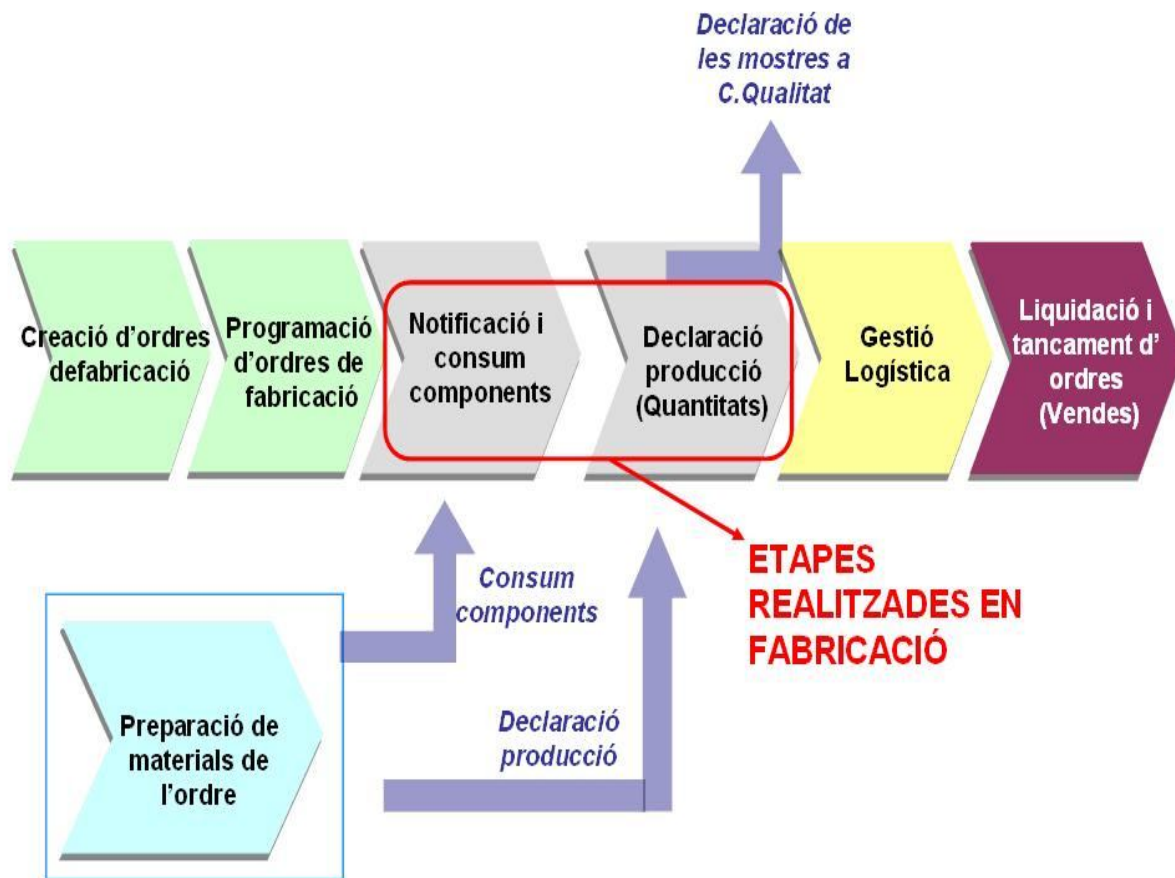 Declaració de
les mostres a
C.Qualitat
Creació d'ordres
defabricació
Programació
d'ordres de
fabricació
Notificació i
consum
components
Declaració
producció
(Quantitats)
Gestió
Logística
Liquidació i
tancament d'
ordres
(Vendes)
Consum
components
ETAPES
REALITZADES EN
FABRICACIÓ
Preparació de
materials de
l'ordre
Declaració
producció